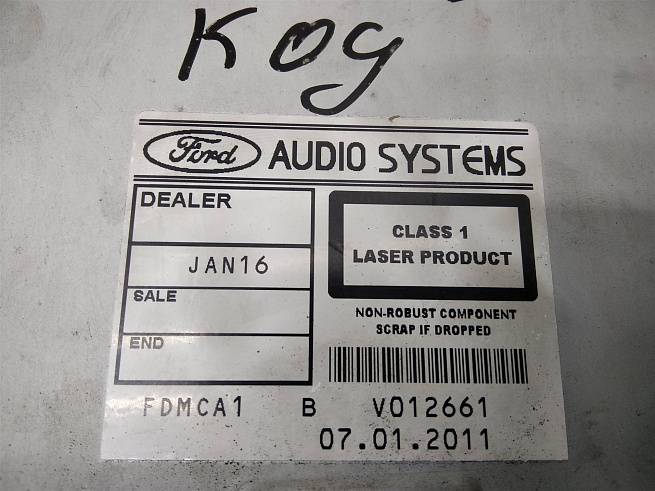 код
Ford AUDIO SYSTEMS
DEALER
JAN16
SALE
END
CLASS 1
LASER PRODUCT
NON-ROBUST COMPONENT
SCRAP IF DROPPED
FDMCA1 B V012661
07.01.2011